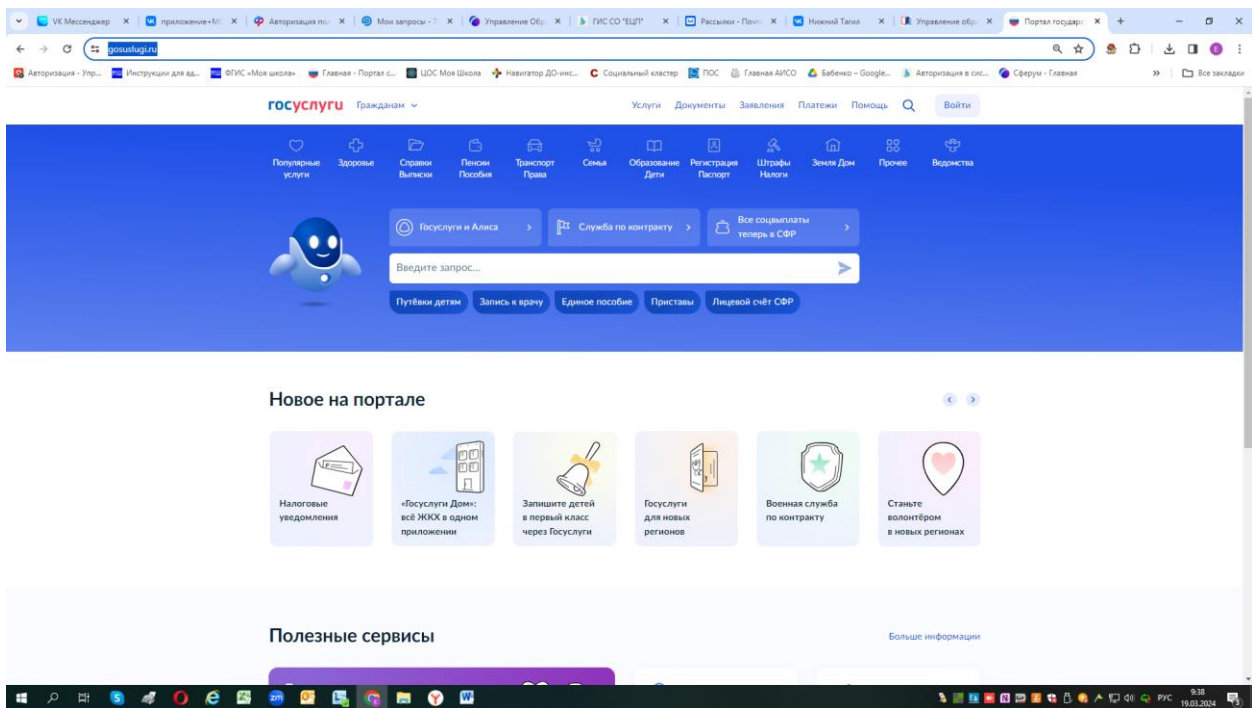 VK Мессенджер
приложение+М
Авторизация по
Мои запросы - Т
Управление Обр
ГИС СО "ЕЦП"
Рассылки - Почт
Нижний Тагил
Управление обр
Портал государс
gosuslugi.ru
Авторизация - Упр...
Инструкции для ад...
ФГИС «Моя школа»
Главная - Портал с...
ЦОС Моя Школа
Навигатор ДО-инс...
Социальный кластер
ПОС
Главная АИСО
Бабенко – Google...
Авторизация в сис...
Сферум - Главная
Все закладки
госуслуги
Гражданам
Услуги
Документы
Заявления
Платежи
Помощь
Войти
Популярные
услуги
Здоровье
Справки
Выписки
Пенсии
Пособия
Транспорт
Права
Семья
Образование
Дети
Регистрация
Паспорт
Штрафы
Налоги
Земля Дом
Прочее
Ведомства
Госуслуги и Алиса
Служба по контракту
Все соцвыплаты
теперь в СФР
Введите запрос...
Путёвки детям
Запись к врачу
Единое пособие
Приставы
Лицевой счёт СФР
Новое на портале
Налоговые
уведомления
«Госуслуги Дом»:
всё ЖКХ в одном
приложении
Запишите детей
в первый класс
через Госуслуги
Госуслуги
для новых
регионов
Военная служба
по контракту
Станьте
волонтёром
в новых регионах
Полезные сервисы
Больше информации
РУС
9:38
19.03.2024